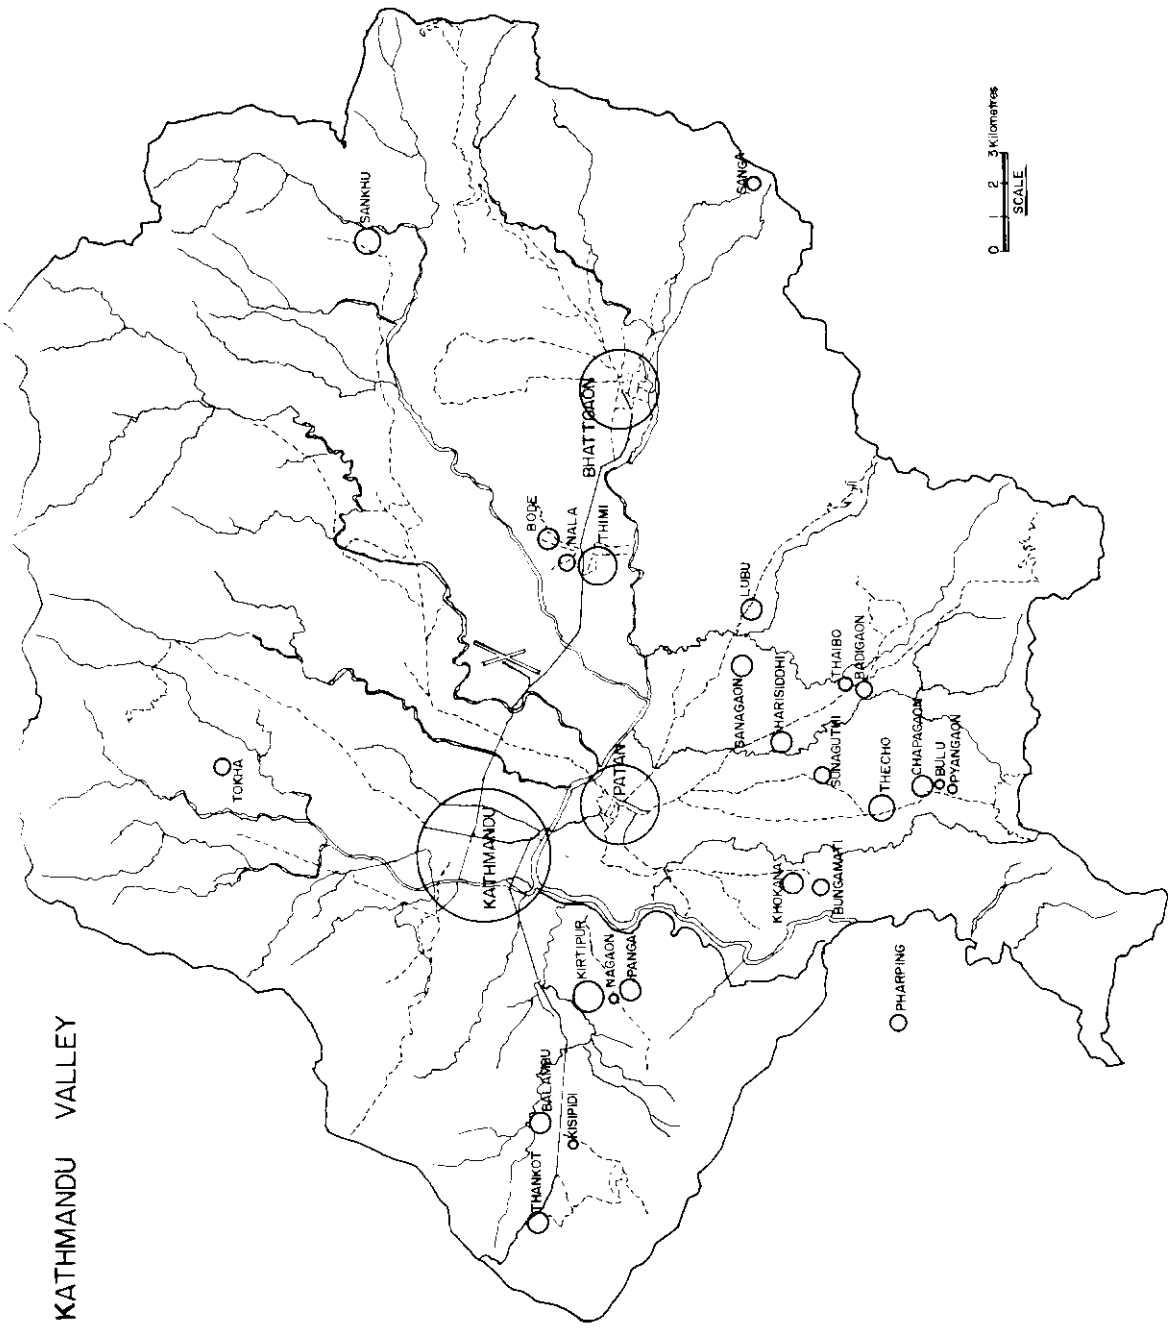 KATHMANDU VALLEY
SANKHU
TOKHA
BODE
NALA
THIMI
BHATTGAON
SANGA
KATHMANDU
PATAN
LUBU
SANAGAON
HARISIDDHI
THAIBO
BADIGAON
SUNAGUTHI
THECHO
CHAPAGAON
BULU
PYANGAON
KHOKANA
BUNGAMATI
KIRTIPUR
NAGAON
PANGA
PHARPING
BALAMBU
KISIPIDI
THANKOT
0 1 2 3 Kilometres
SCALE